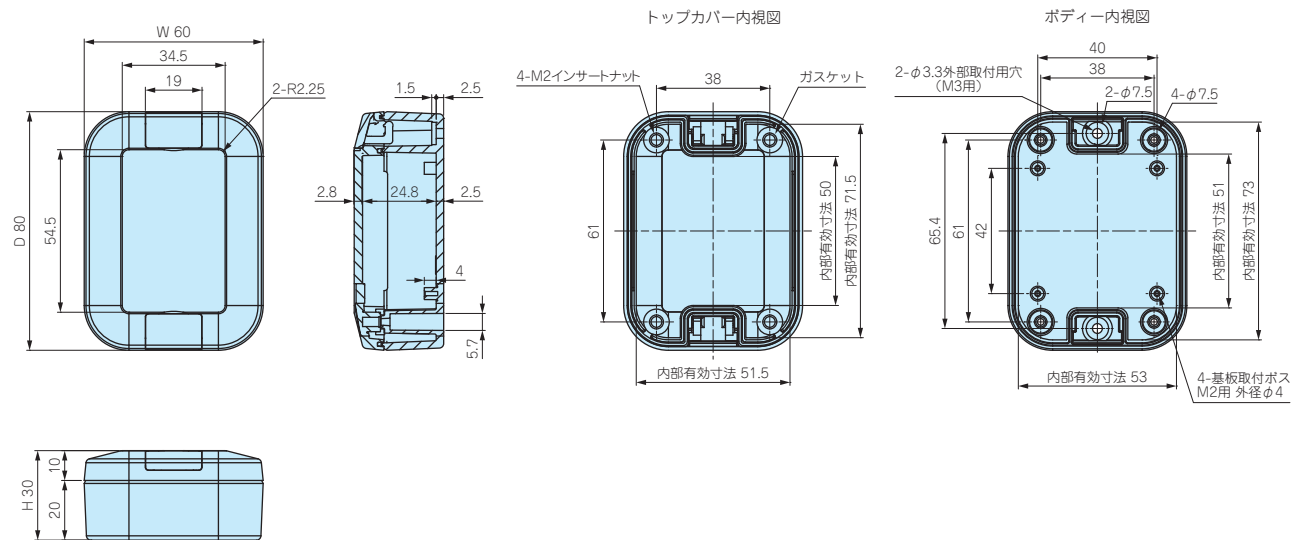 W 60
34.5
19
2-R2.25
D 80
54.5
1.5
2.5
2.8
24.8
2.5
4
5.7
H 30
10
20
トップカバー内視図
4-M2インサートナット
38
ガスケット
61
内部有効寸法 50
内部有効寸法 71.5
内部有効寸法 51.5
ボディー内視図
40
38
2-φ3.3外部取付用穴
（M3用）
2-φ7.5
4-φ7.5
65.4
61
42
内部有効寸法 51
内部有効寸法 73
内部有効寸法 53
4-基板取付ボス
M2用 外径φ4